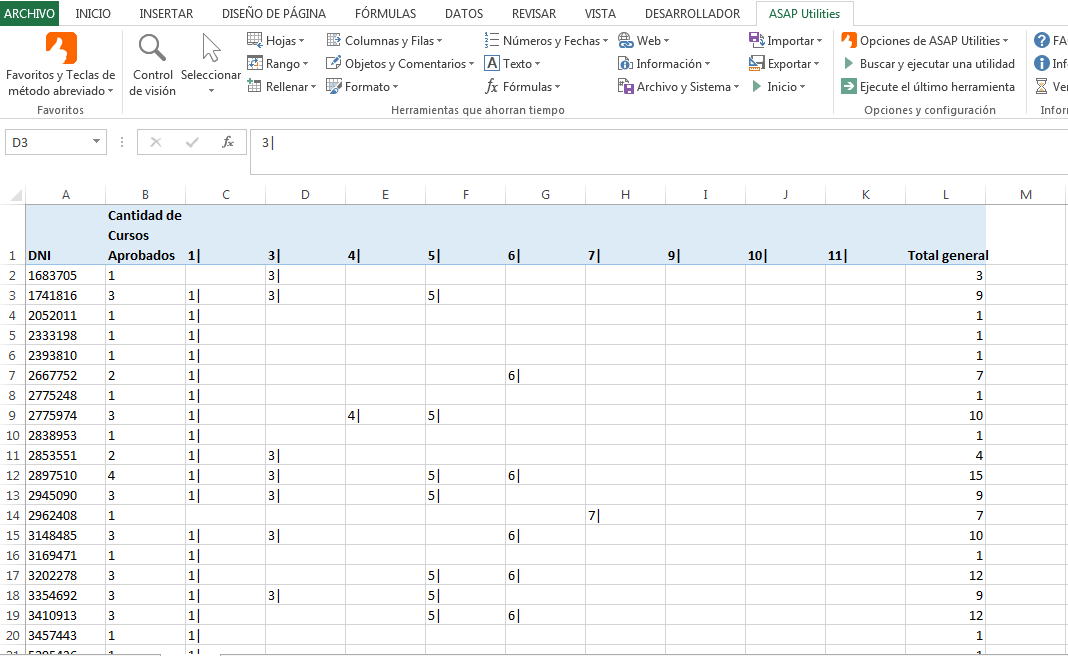 ARCHIVO INICIO INSERTAR DISEÑO DE PÁGINA FÓRMULAS DATOS REVISAR VISTA DESARROLLADOR ASAP Utilities
Favoritos y Teclas de método abreviado
Control de visión
Seleccionar
Hojas Columnas y Filas Números y Fechas Web Importar Opciones de ASAP Utilities
Rango Objetos y Comentarios Texto Información Exportar Buscar y ejecutar una utilidad
Rellenar Formato Fórmulas Archivo y Sistema Inicio Ejecute el último herramienta
Favoritos Herramientas que ahorran tiempo Opciones y configuración
D3 fx 3|
A B C D E F G H I J K L M
1 DNI Cantidad de Cursos Aprobados 1| 3| 4| 5| 6| 7| 9| 10| 11| Total general
2 1683705 1 3| 3
3 1741816 3 1| 3| 5| 9
4 2052011 1 1| 1
5 2333198 1 1| 1
6 2393810 1 1| 1
7 2667752 2 1| 6| 7
8 2775248 1 1| 1
9 2775974 3 1| 4| 5| 10
10 2838953 1 1| 1
11 2853551 2 1| 3| 4
12 2897510 4 1| 3| 5| 6| 15
13 2945090 3 1| 3| 5| 9
14 2962408 1 7| 7
15 3148485 3 1| 3| 6| 10
16 3169471 1 1| 1
17 3202278 3 1| 5| 6| 12
18 3354692 3 1| 3| 5| 9
19 3410913 3 1| 5| 6| 12
20 3457443 1 1| 1